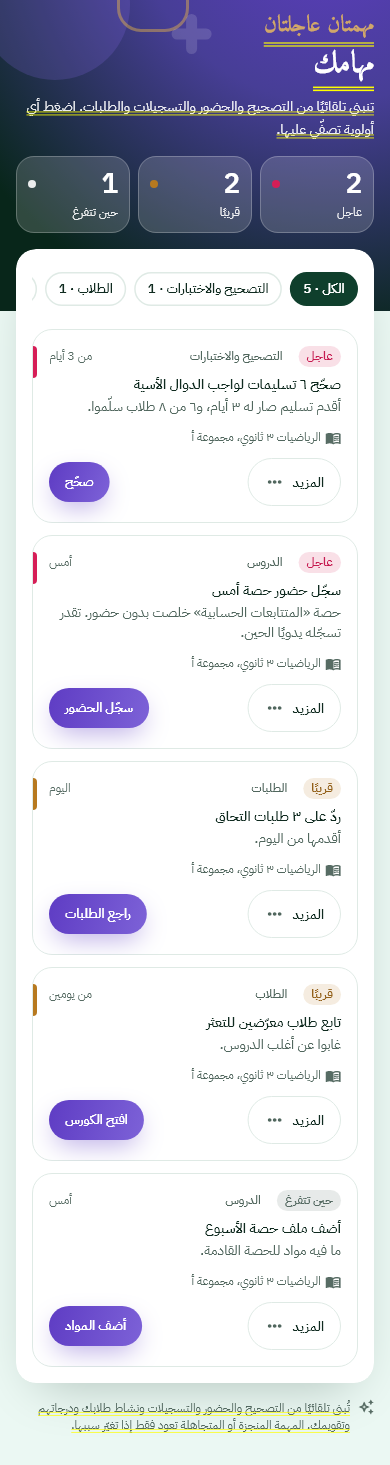 مهمتان عاجلتان
مهامك
تنبني تلقائيًا من التصحيح والحضور والتسجيلات والطلبات. اضغط أي
أولوية تصفّي عليها.
2
عاجل
2
قريبًا
1
حين تتفرغ
الكل · 5
التصحيح والاختبارات · 1
الطلاب · 1
عاجل
التصحيح والاختبارات
من 3 أيام
صحّح ٦ تسليمات لواجب الدوال الأسية
أقدم تسليم صار له ٣ أيام، و٦ من ٨ طلاب سلّموا.
الرياضيات ٣ ثانوي، مجموعة أ
المزيد
صحّح
عاجل
الدروس
أمس
سجّل حضور حصة أمس
حصة «المتتابعات الحسابية» خلصت بدون حضور. تقدر
تسجّله يدويًا الحين.
الرياضيات ٣ ثانوي، مجموعة أ
المزيد
سجّل الحضور
قريبًا
الطلبات
اليوم
ردّ على ٣ طلبات التحاق
أقدمها من اليوم.
الرياضيات ٣ ثانوي، مجموعة أ
المزيد
راجع الطلبات
قريبًا
الطلاب
من يومين
تابع طلاب معرّضين للتعثر
غابوا عن أغلب الدروس.
الرياضيات ٣ ثانوي، مجموعة أ
المزيد
افتح الكورس
حين تتفرغ
الدروس
أمس
أضف ملف حصة الأسبوع
ما فيه مواد للحصة القادمة.
الرياضيات ٣ ثانوي، مجموعة أ
المزيد
أضف المواد
تُبنى تلقائيًا من التصحيح والحضور والتسجيلات ونشاط طلابك ودرجاتهم
وتقويمك. المهمة المنجزة أو المتجاهلة تعود فقط إذا تغيّر سببها.